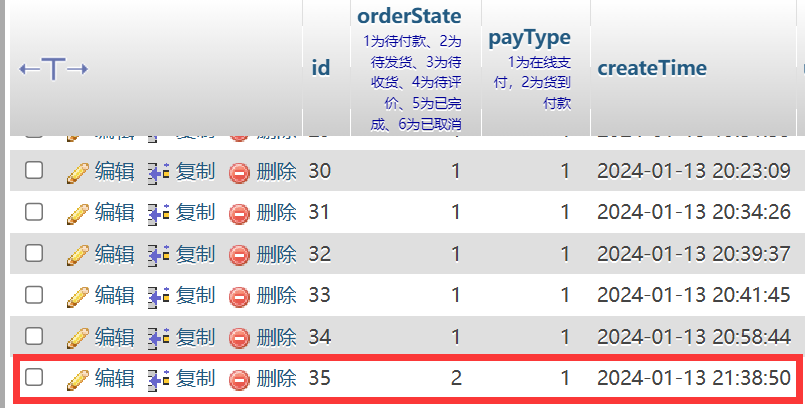 ←T→
id
orderState
1为待付款、2为
待发货、3为待
收货、4为待评
价、5为已完
成、6为已取消
payType
1为在线支
付，2为货到
付款
createTime
编辑 复制 删除 30 1 1 2024-01-13 20:23:09
编辑 复制 删除 31 1 1 2024-01-13 20:34:26
编辑 复制 删除 32 1 1 2024-01-13 20:39:37
编辑 复制 删除 33 1 1 2024-01-13 20:41:45
编辑 复制 删除 34 1 1 2024-01-13 20:58:44
编辑 复制 删除 35 2 1 2024-01-13 21:38:50